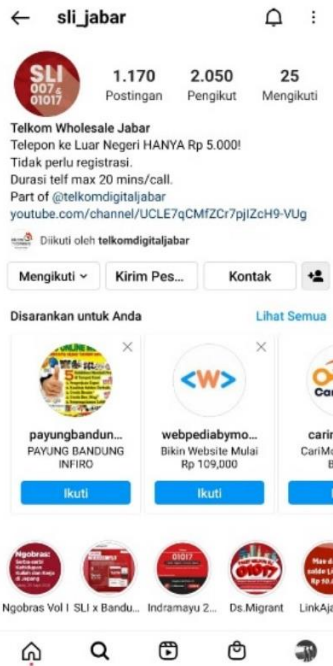 sli_jabar
SLI
007 &
01017
1.170 2.050 25
Postingan Pengikut Mengikuti
Telkom Wholesale Jabar
Telepon ke Luar Negeri HANYA Rp 5.000!
Tidak perlu registrasi.
Durasi telf max 20 mins/call.
Part of @telkomdigitaljabar
youtube.com/channel/UCLE7qCMfZCr7pjIZcH9-VUg
Diikuti oleh telkomdigitaljabar
Mengikuti Kirim Pes... Kontak
Disarankan untuk Anda Lihat Semua
<W>
payungbandun... webpediabymo...
PAYUNG BANDUNG Bikin Website Mulai
INFIRO Rp 109,000
Ikuti Ikuti
Ngobras:
01017
01017
Ngobras Vol I SLI x Bandu... Indramayu 2... Ds.Migrant LinkAja